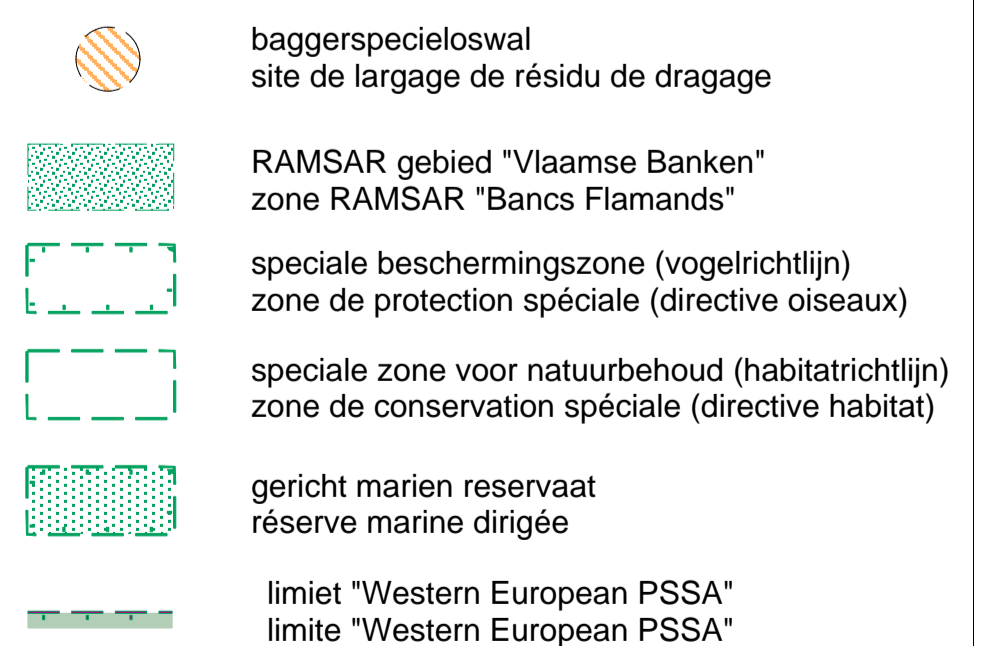 baggerspecieloswal
site de largage de résidu de dragage
RAMSAR gebied "Vlaamse Banken"
zone RAMSAR "Bancs Flamands"
speciale beschermingszone (vogelrichtlijn)
zone de protection spéciale (directive oiseaux)
speciale zone voor natuurbehoud (habitatrichtlijn)
zone de conservation spéciale (directive habitat)
gericht marien reservaat
réserve marine dirigée
limiet "Western European PSSA"
limite "Western European PSSA"